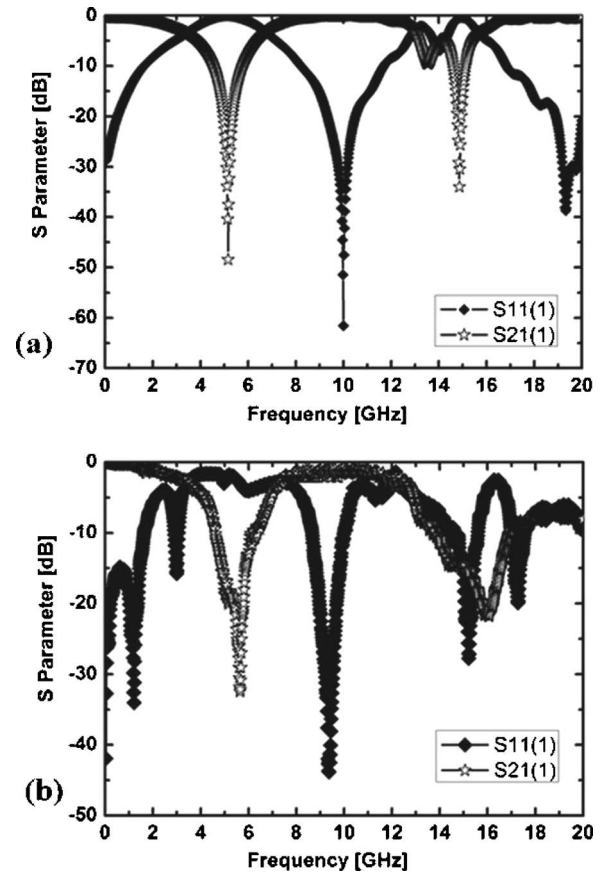 0
-10
-20
-30
-40
-50
-60
-70
S Parameter [dB]
S11(1)
S21(1)
(a)
0 2 4 6 8 10 12 14 16 18 20
Frequency [GHz]
0
-10
-20
-30
-40
-50
S Parameter [dB]
S11(1)
S21(1)
(b)
0 2 4 6 8 10 12 14 16 18 20
Frequency [GHz]